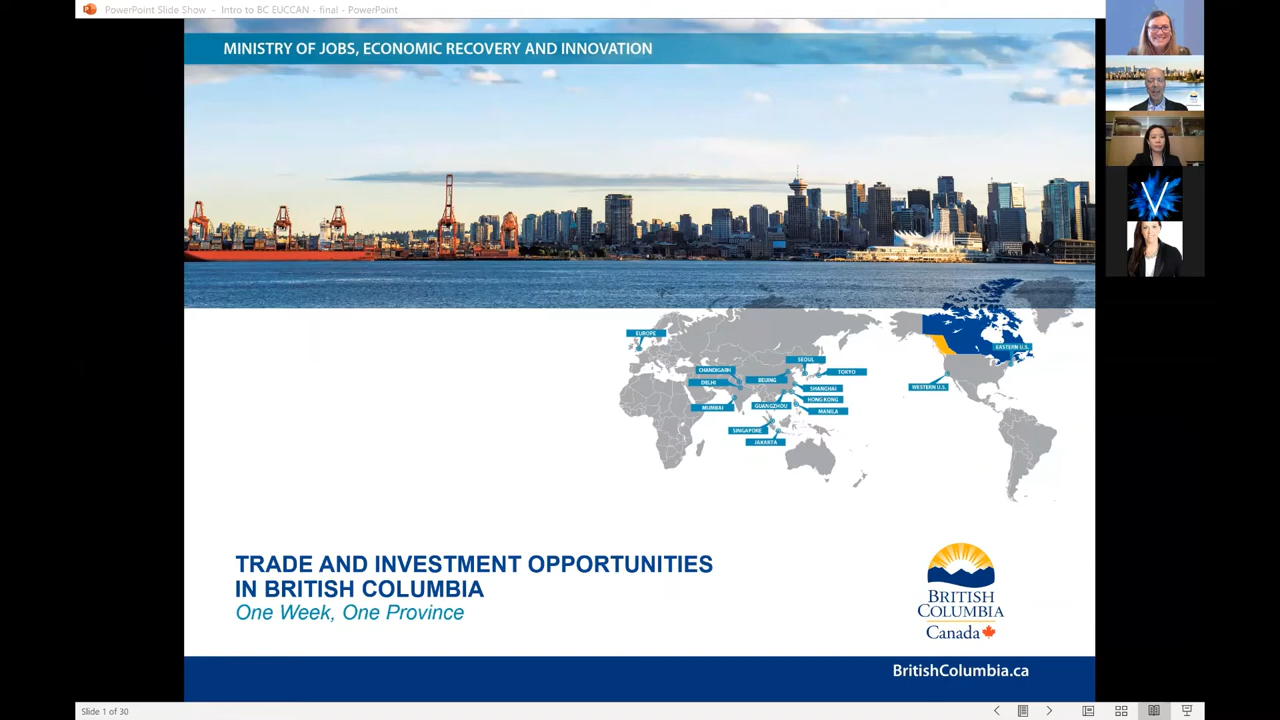 PowerPoint Slide Show - Intro to BC EUCCAN - final - PowerPoint
MINISTRY OF JOBS, ECONOMIC RECOVERY AND INNOVATION
V
EUROPE
SEOUL
EASTERN U.S.
CHANDIGARH
BEIJING
TOKYO
DELHI
SHANGHAI
WESTERN U.S.
HONG KONG
MUMBAI
GUANGZHOU
MANILA
SINGAPORE
JAKARTA
TRADE AND INVESTMENT OPPORTUNITIES
IN BRITISH COLUMBIA
One Week, One Province
BRITISH
COLUMBIA
Canada
BritishColumbia.ca
Slide 1 of 30